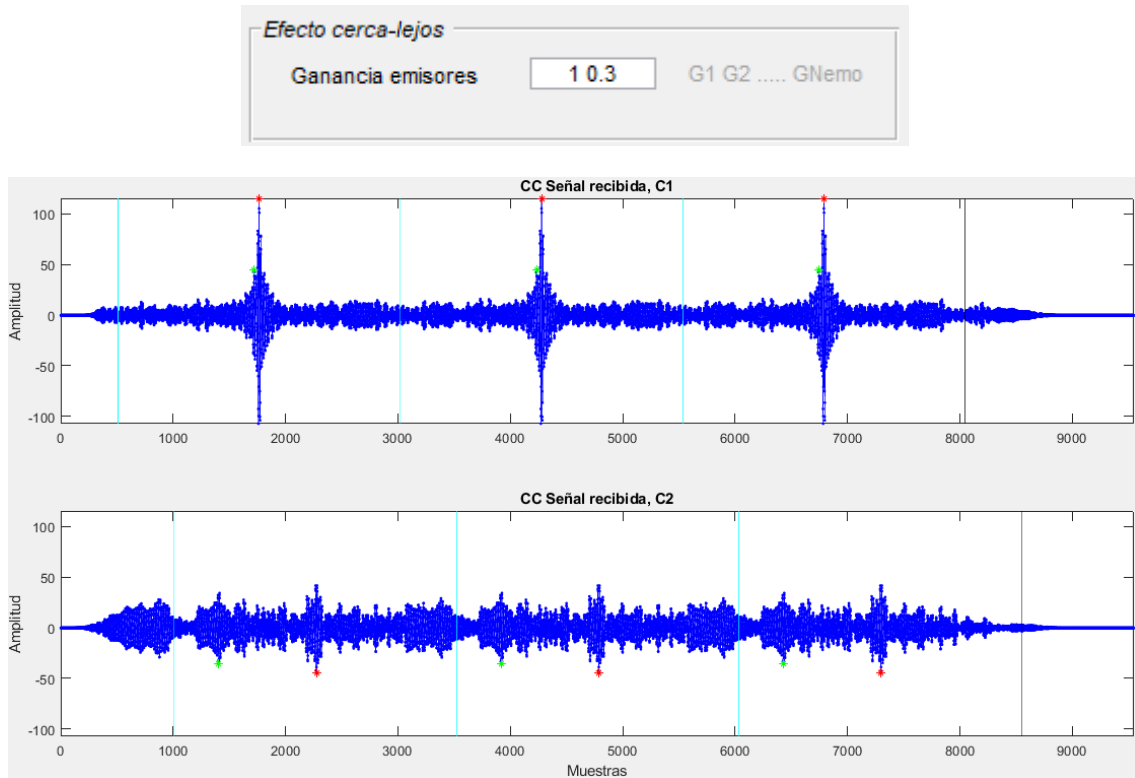 Efecto cerca-lejos
Ganancia emisores 1 0.3 G1 G2 ..... GNemo
CC Señal recibida, C1
Amplitud
100
50
0
-50
-100
0 1000 2000 3000 4000 5000 6000 7000 8000 9000
CC Señal recibida, C2
Amplitud
100
50
0
-50
-100
0 1000 2000 3000 4000 5000 6000 7000 8000 9000
Muestras